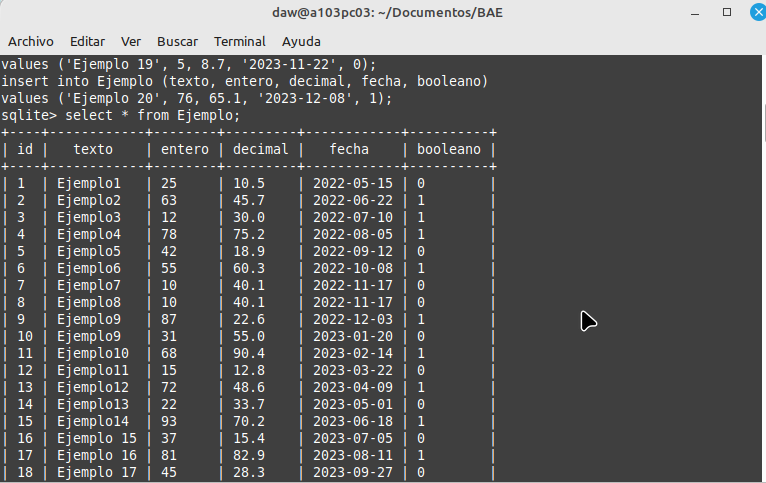 daw@a103pc03: ~/Documentos/BAE
Archivo Editar Ver Buscar Terminal Ayuda
values ('Ejemplo 19', 5, 8.7, '2023-11-22', 0);
insert into Ejemplo (texto, entero, decimal, fecha, booleano)
values ('Ejemplo 20', 76, 65.1, '2023-12-08', 1);
sqlite> select * from Ejemplo;
+----+------------+--------+---------+------------+----------+
| id |   texto    | entero | decimal |   fecha    | booleano |
+----+------------+--------+---------+------------+----------+
| 1  | Ejemplo1   | 25     | 10.5    | 2022-05-15 | 0        |
| 2  | Ejemplo2   | 63     | 45.7    | 2022-06-22 | 1        |
| 3  | Ejemplo3   | 12     | 30.0    | 2022-07-10 | 1        |
| 4  | Ejemplo4   | 78     | 75.2    | 2022-08-05 | 1        |
| 5  | Ejemplo5   | 42     | 18.9    | 2022-09-12 | 0        |
| 6  | Ejemplo6   | 55     | 60.3    | 2022-10-08 | 1        |
| 7  | Ejemplo7   | 10     | 40.1    | 2022-11-17 | 0        |
| 8  | Ejemplo8   | 10     | 40.1    | 2022-11-17 | 0        |
| 9  | Ejemplo9   | 87     | 22.6    | 2022-12-03 | 1        |
| 10 | Ejemplo9   | 31     | 55.0    | 2023-01-20 | 0        |
| 11 | Ejemplo10  | 68     | 90.4    | 2023-02-14 | 1        |
| 12 | Ejemplo11  | 15     | 12.8    | 2023-03-22 | 0        |
| 13 | Ejemplo12  | 72     | 48.6    | 2023-04-09 | 1        |
| 14 | Ejemplo13  | 22     | 33.7    | 2023-05-01 | 0        |
| 15 | Ejemplo14  | 93     | 70.2    | 2023-06-18 | 1        |
| 16 | Ejemplo 15 | 37     | 15.4    | 2023-07-05 | 0        |
| 17 | Ejemplo 16 | 81     | 82.9    | 2023-08-11 | 1        |
| 18 | Ejemplo 17 | 45     | 28.3    | 2023-09-27 | 0        |